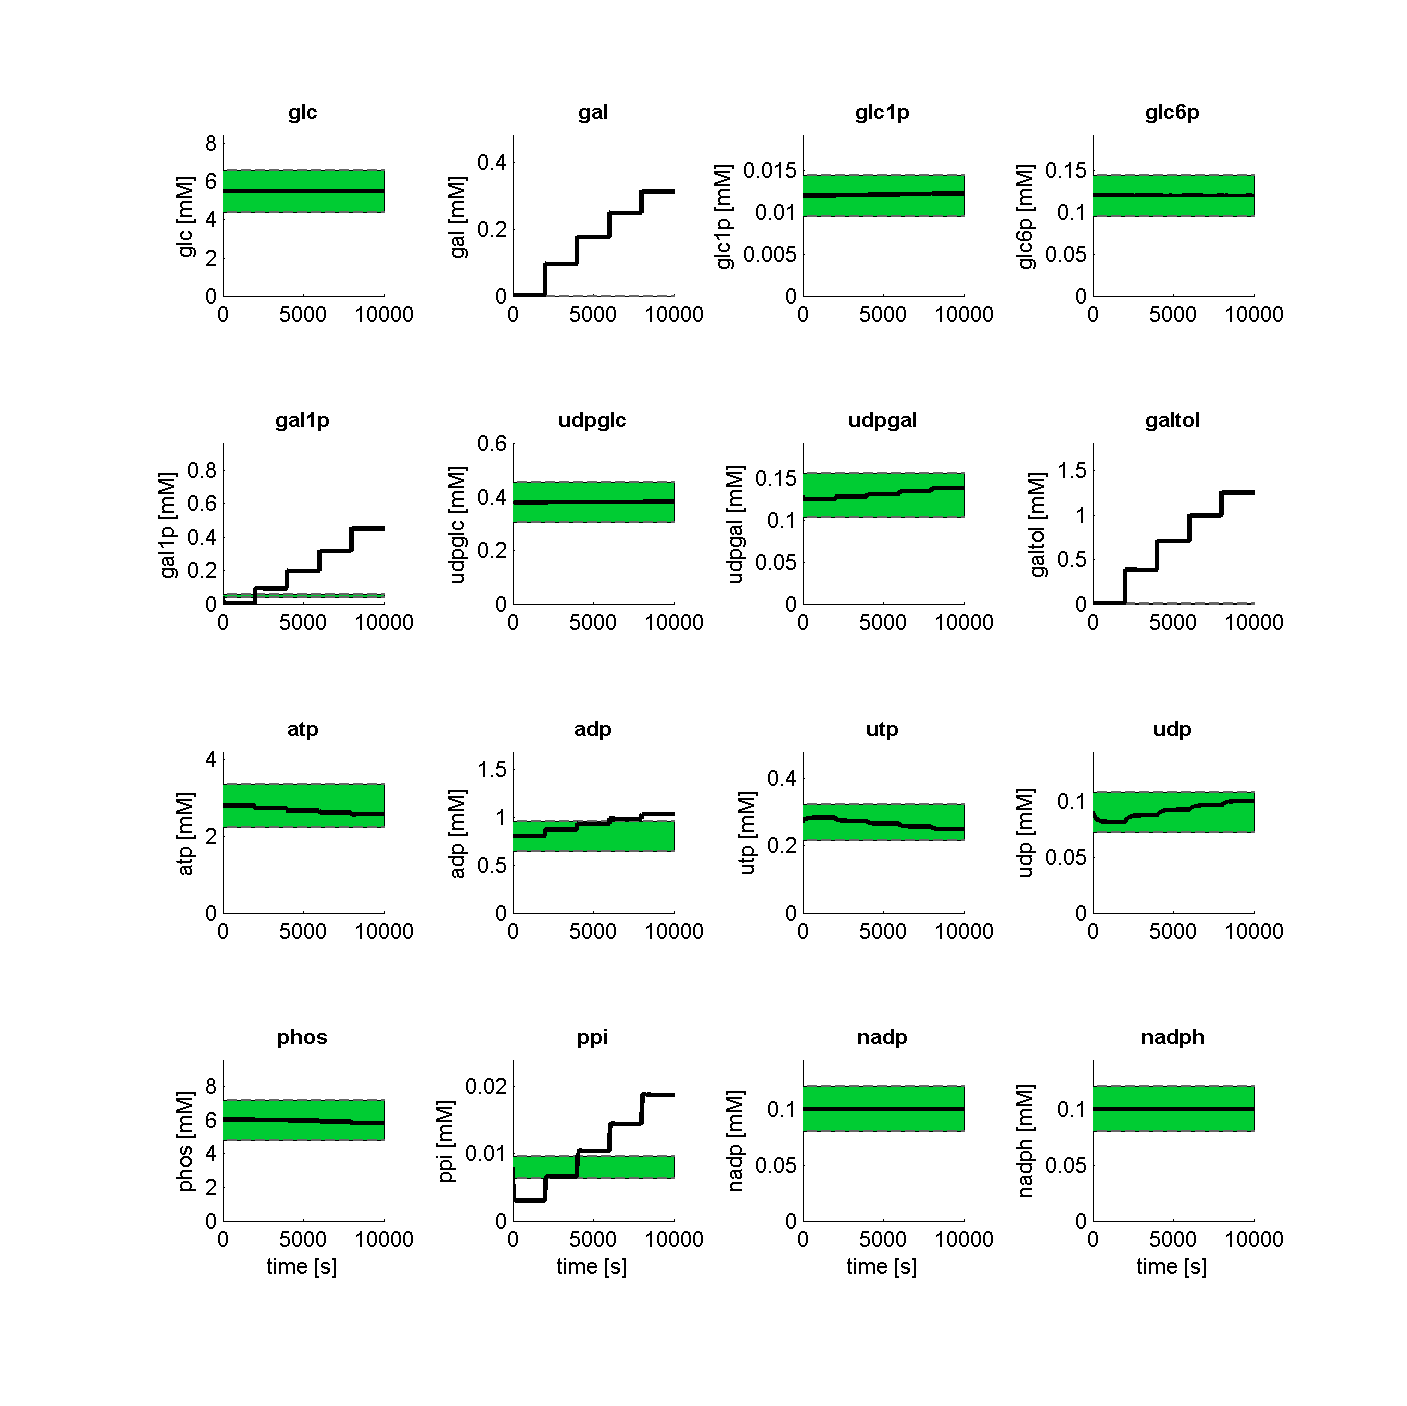 glc gal glc1p glc6p
glc [mM] 8 6 4 2 0 0 5000 10000
gal [mM] 0.4 0.2 0 0 5000 10000
glc1p [mM] 0.015 0.01 0.005 0 0 5000 10000
glc6p [mM] 0.15 0.1 0.05 0 0 5000 10000
gal1p udpglc udpgal galtol
gal1p [mM] 0.8 0.6 0.4 0.2 0 0 5000 10000
udpglc [mM] 0.6 0.4 0.2 0 0 5000 10000
udpgal [mM] 0.15 0.1 0.05 0 0 5000 10000
galtol [mM] 1.5 1 0.5 0 0 5000 10000
atp adp utp udp
atp [mM] 4 2 0 0 5000 10000
adp [mM] 1.5 1 0.5 0 0 5000 10000
utp [mM] 0.4 0.2 0 0 5000 10000
udp [mM] 0.1 0.05 0 0 5000 10000
phos ppi nadp nadph
phos [mM] 8 6 4 2 0 0 5000 10000
time [s]
ppi [mM] 0.02 0.01 0 0 5000 10000
time [s]
nadp [mM] 0.1 0.05 0 0 5000 10000
time [s]
nadph [mM] 0.1 0.05 0 0 5000 10000
time [s]